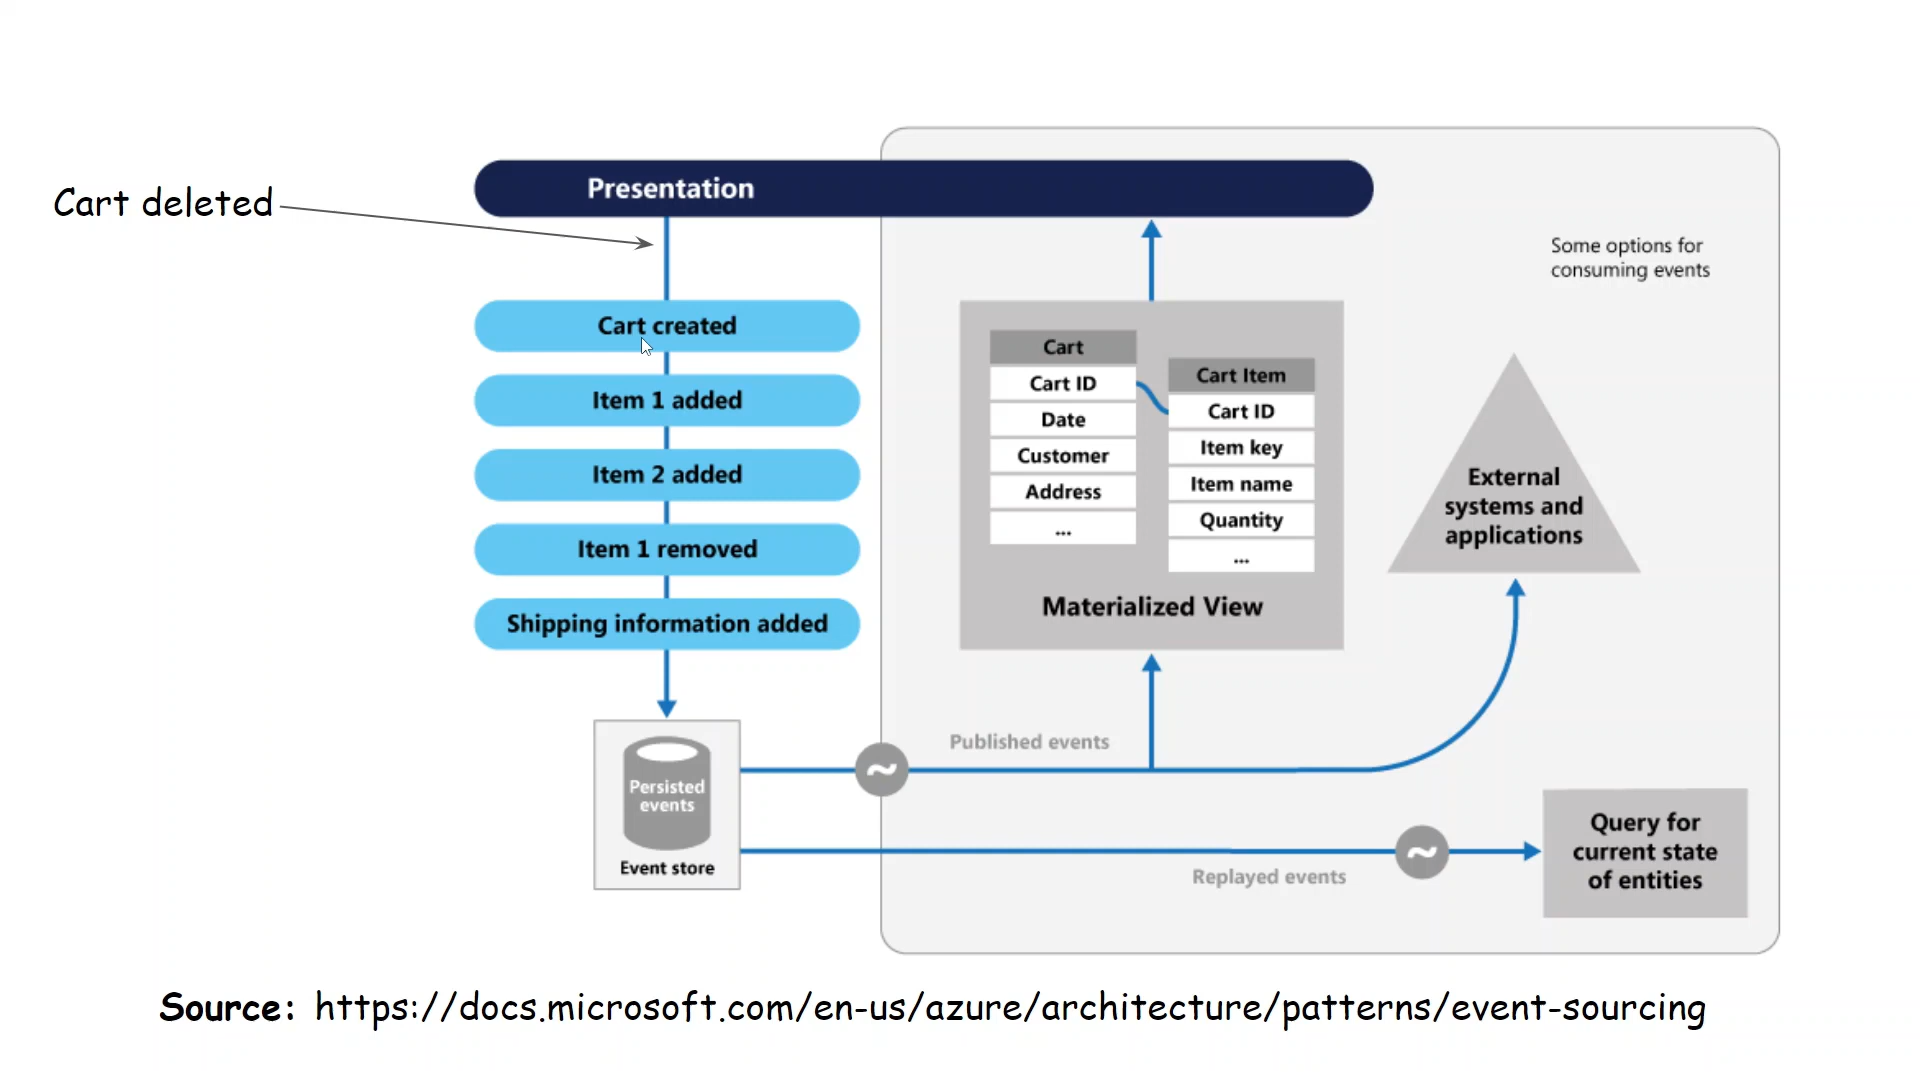 Cart deleted
Presentation
Cart created
Item 1 added
Item 2 added
Item 1 removed
Shipping information added
Persisted
events
Event store
Some options for
consuming events
Cart
Cart ID
Date
Customer
Address
...
Cart Item
Cart ID
Item key
Item name
Quantity
...
Materialized View
External
systems and
applications
Published events
Replayed events
Query for
current state
of entities
Source: https://docs.microsoft.com/en-us/azure/architecture/patterns/event-sourcing